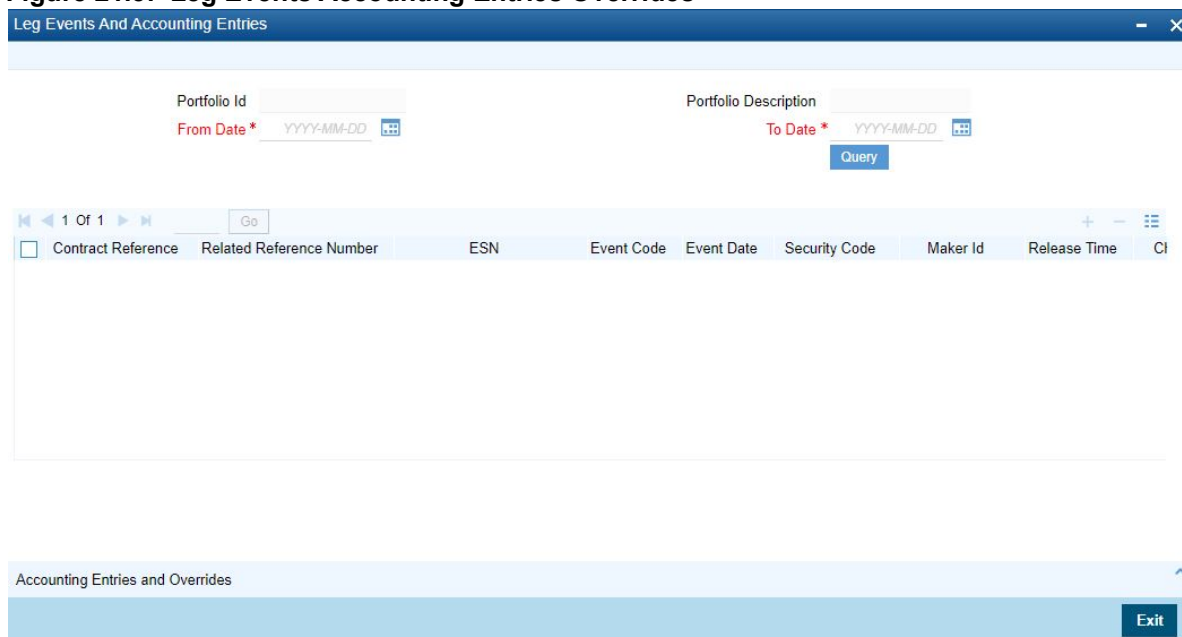 Leg Events And Accounting Entries
Portfolio Id
Portfolio Description
From Date * YYYY-MM-DD
To Date * YYYY-MM-DD
Query
1 Of 1 Go
Contract Reference Related Reference Number ESN Event Code Event Date Security Code Maker Id Release Time
Accounting Entries and Overrides
Exit